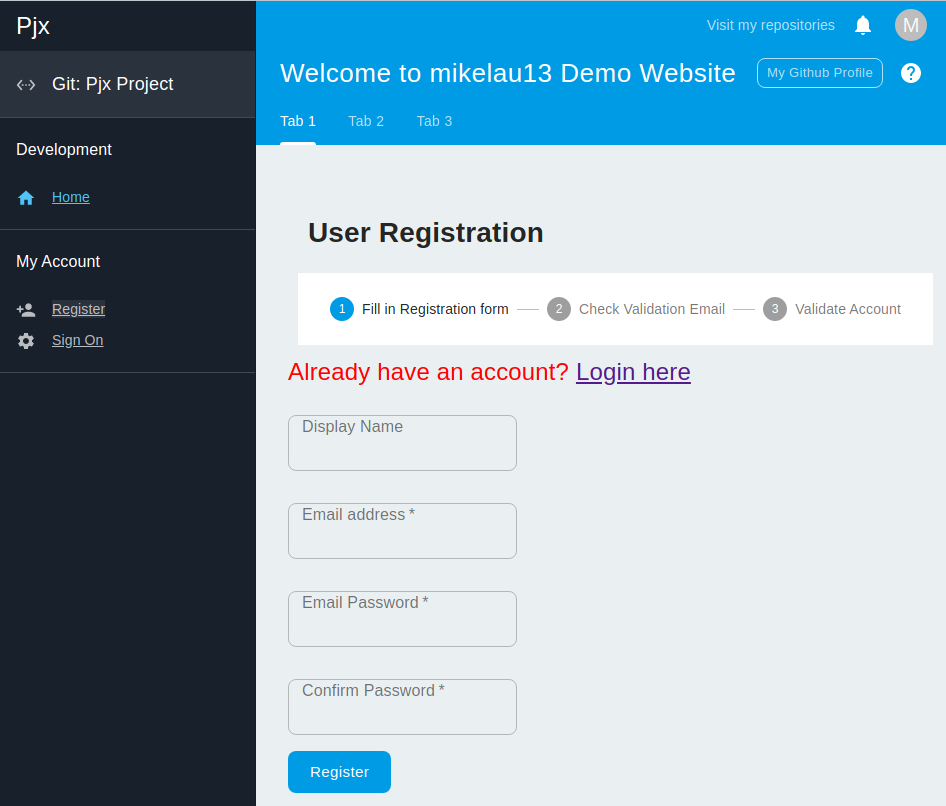 Pjx
Git: Pjx Project
Development
Home
My Account
Register
Sign On
Visit my repositories
M
Welcome to mikelau13 Demo Website
My Github Profile
?
Tab 1
Tab 2
Tab 3
User Registration
1 Fill in Registration form
2 Check Validation Email
3 Validate Account
Already have an account? Login here
Display Name
Email address *
Email Password *
Confirm Password *
Register